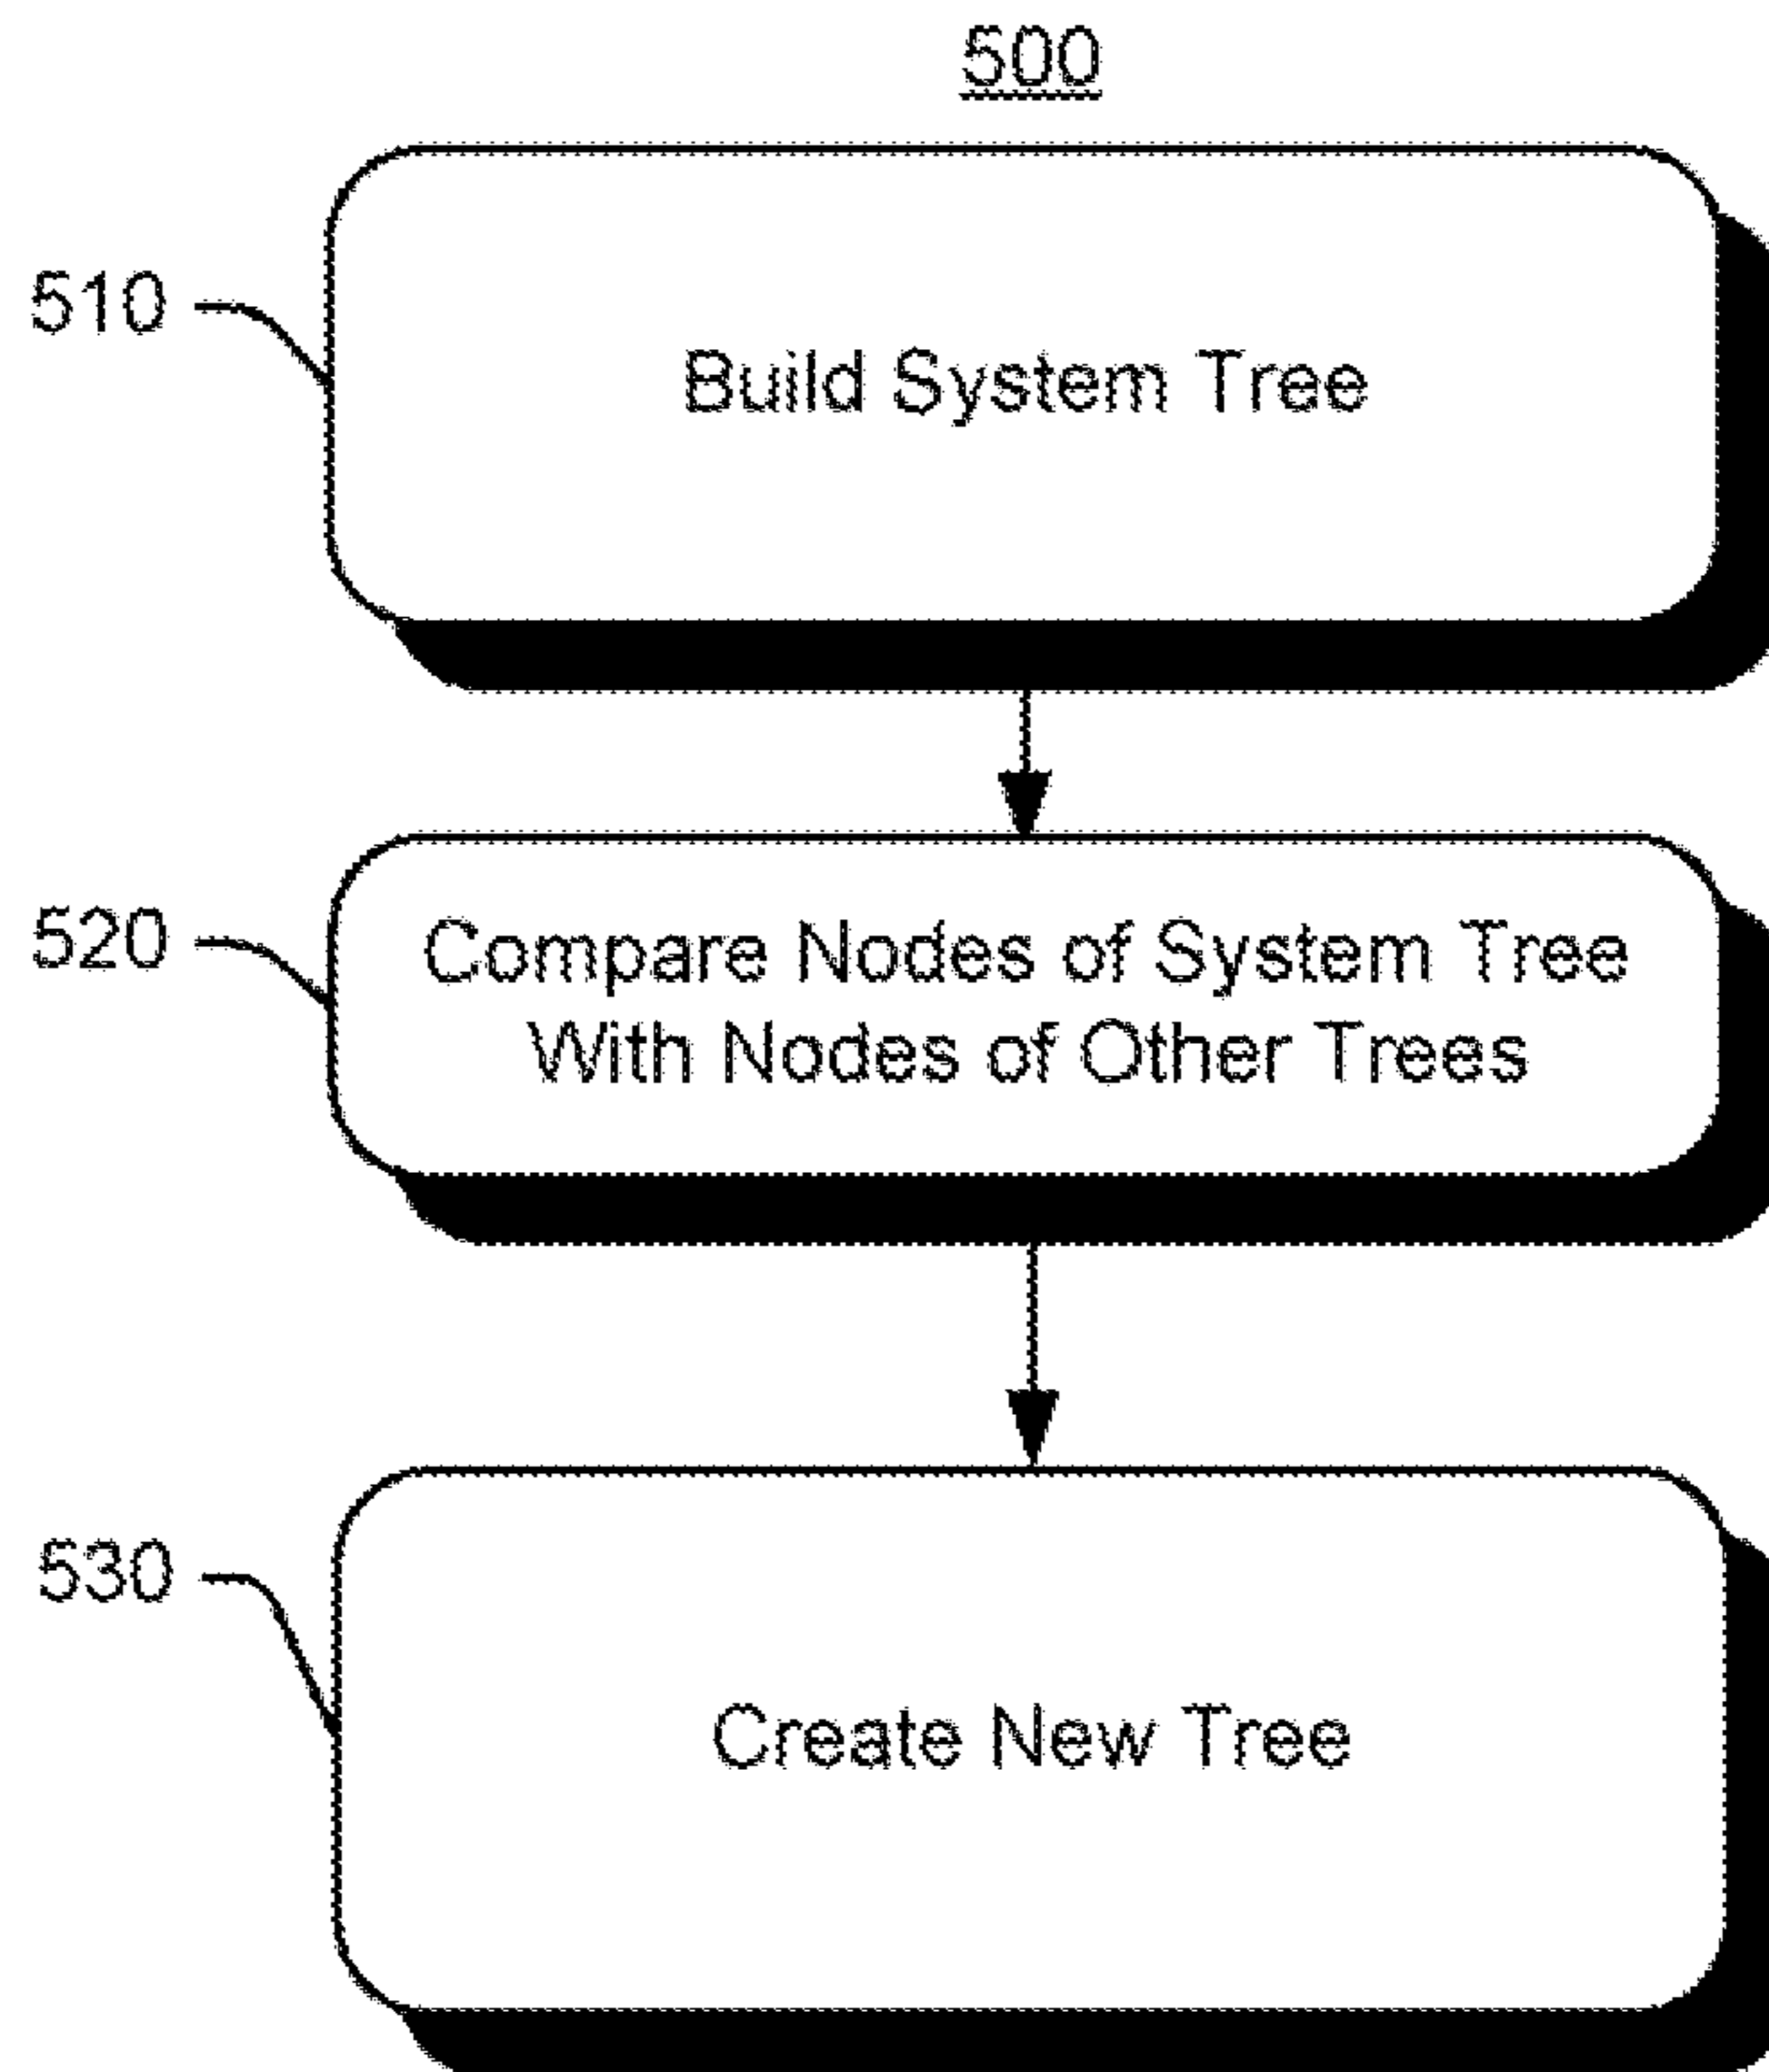 500
510
Build System Tree
520
Compare Nodes of System Tree
With Nodes of Other Trees
530
Create New Tree